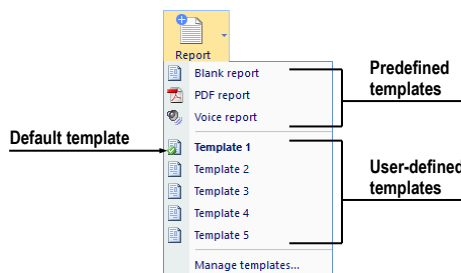 Report
Blank report
PDF report
Voice report
Predefined
templates
Default template
Template 1
Template 2
Template 3
Template 4
Template 5
User-defined
templates
Manage templates...